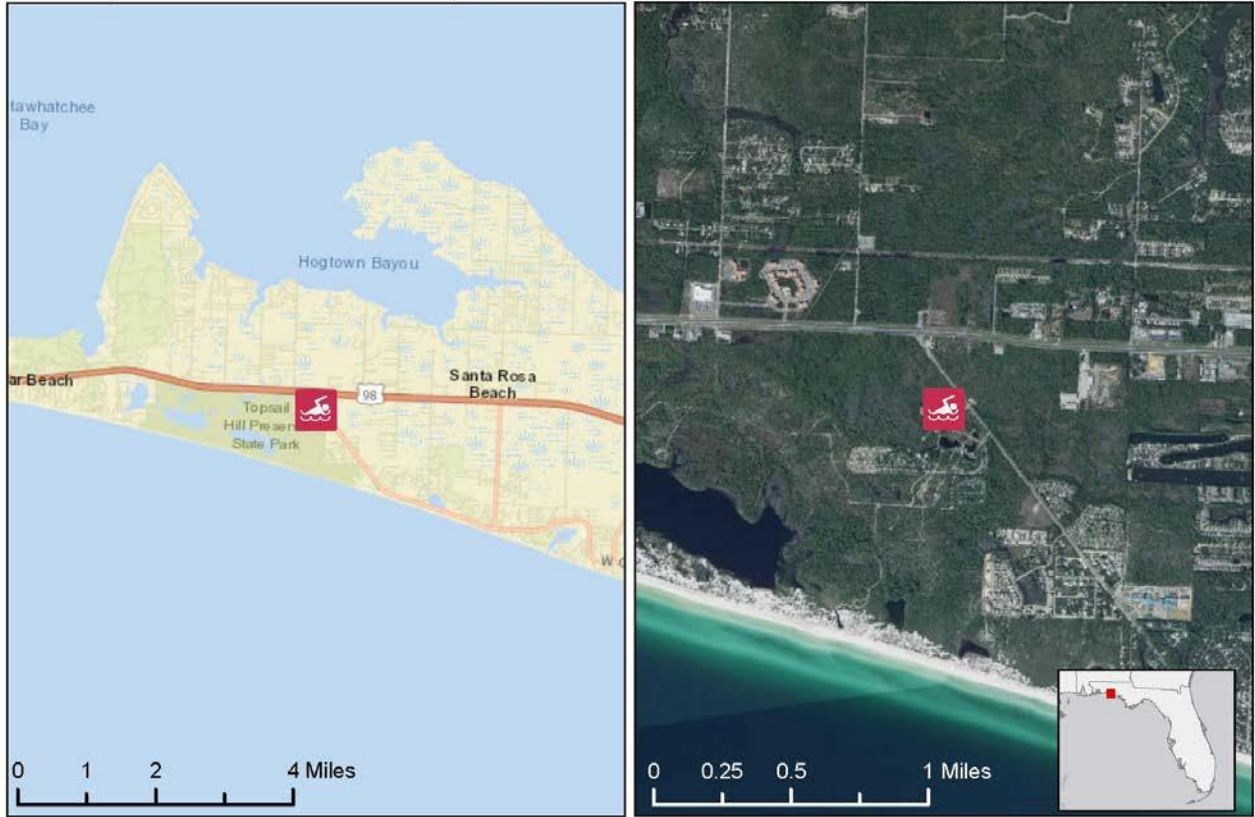 tawhatchee
Bay
Hogtown Bayou
ar Beach
98
Santa Rosa
Beach
Topsail
Hill Preser
State Park
W o
0 1 2 4 Miles
0 0.25 0.5 1 Miles